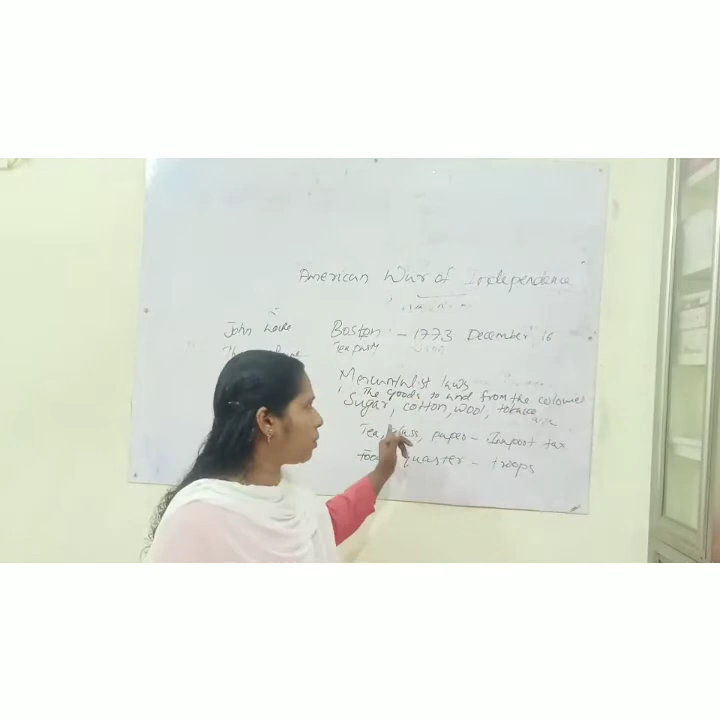 American War of Independence
John Locke
Boston - 1773 December 16
Tea party
Mercantalist laws
The goods to and from the colonies
Sugar, cotton, wool, tobacco
Tea, glass, paper - Import tax
quarter - troops